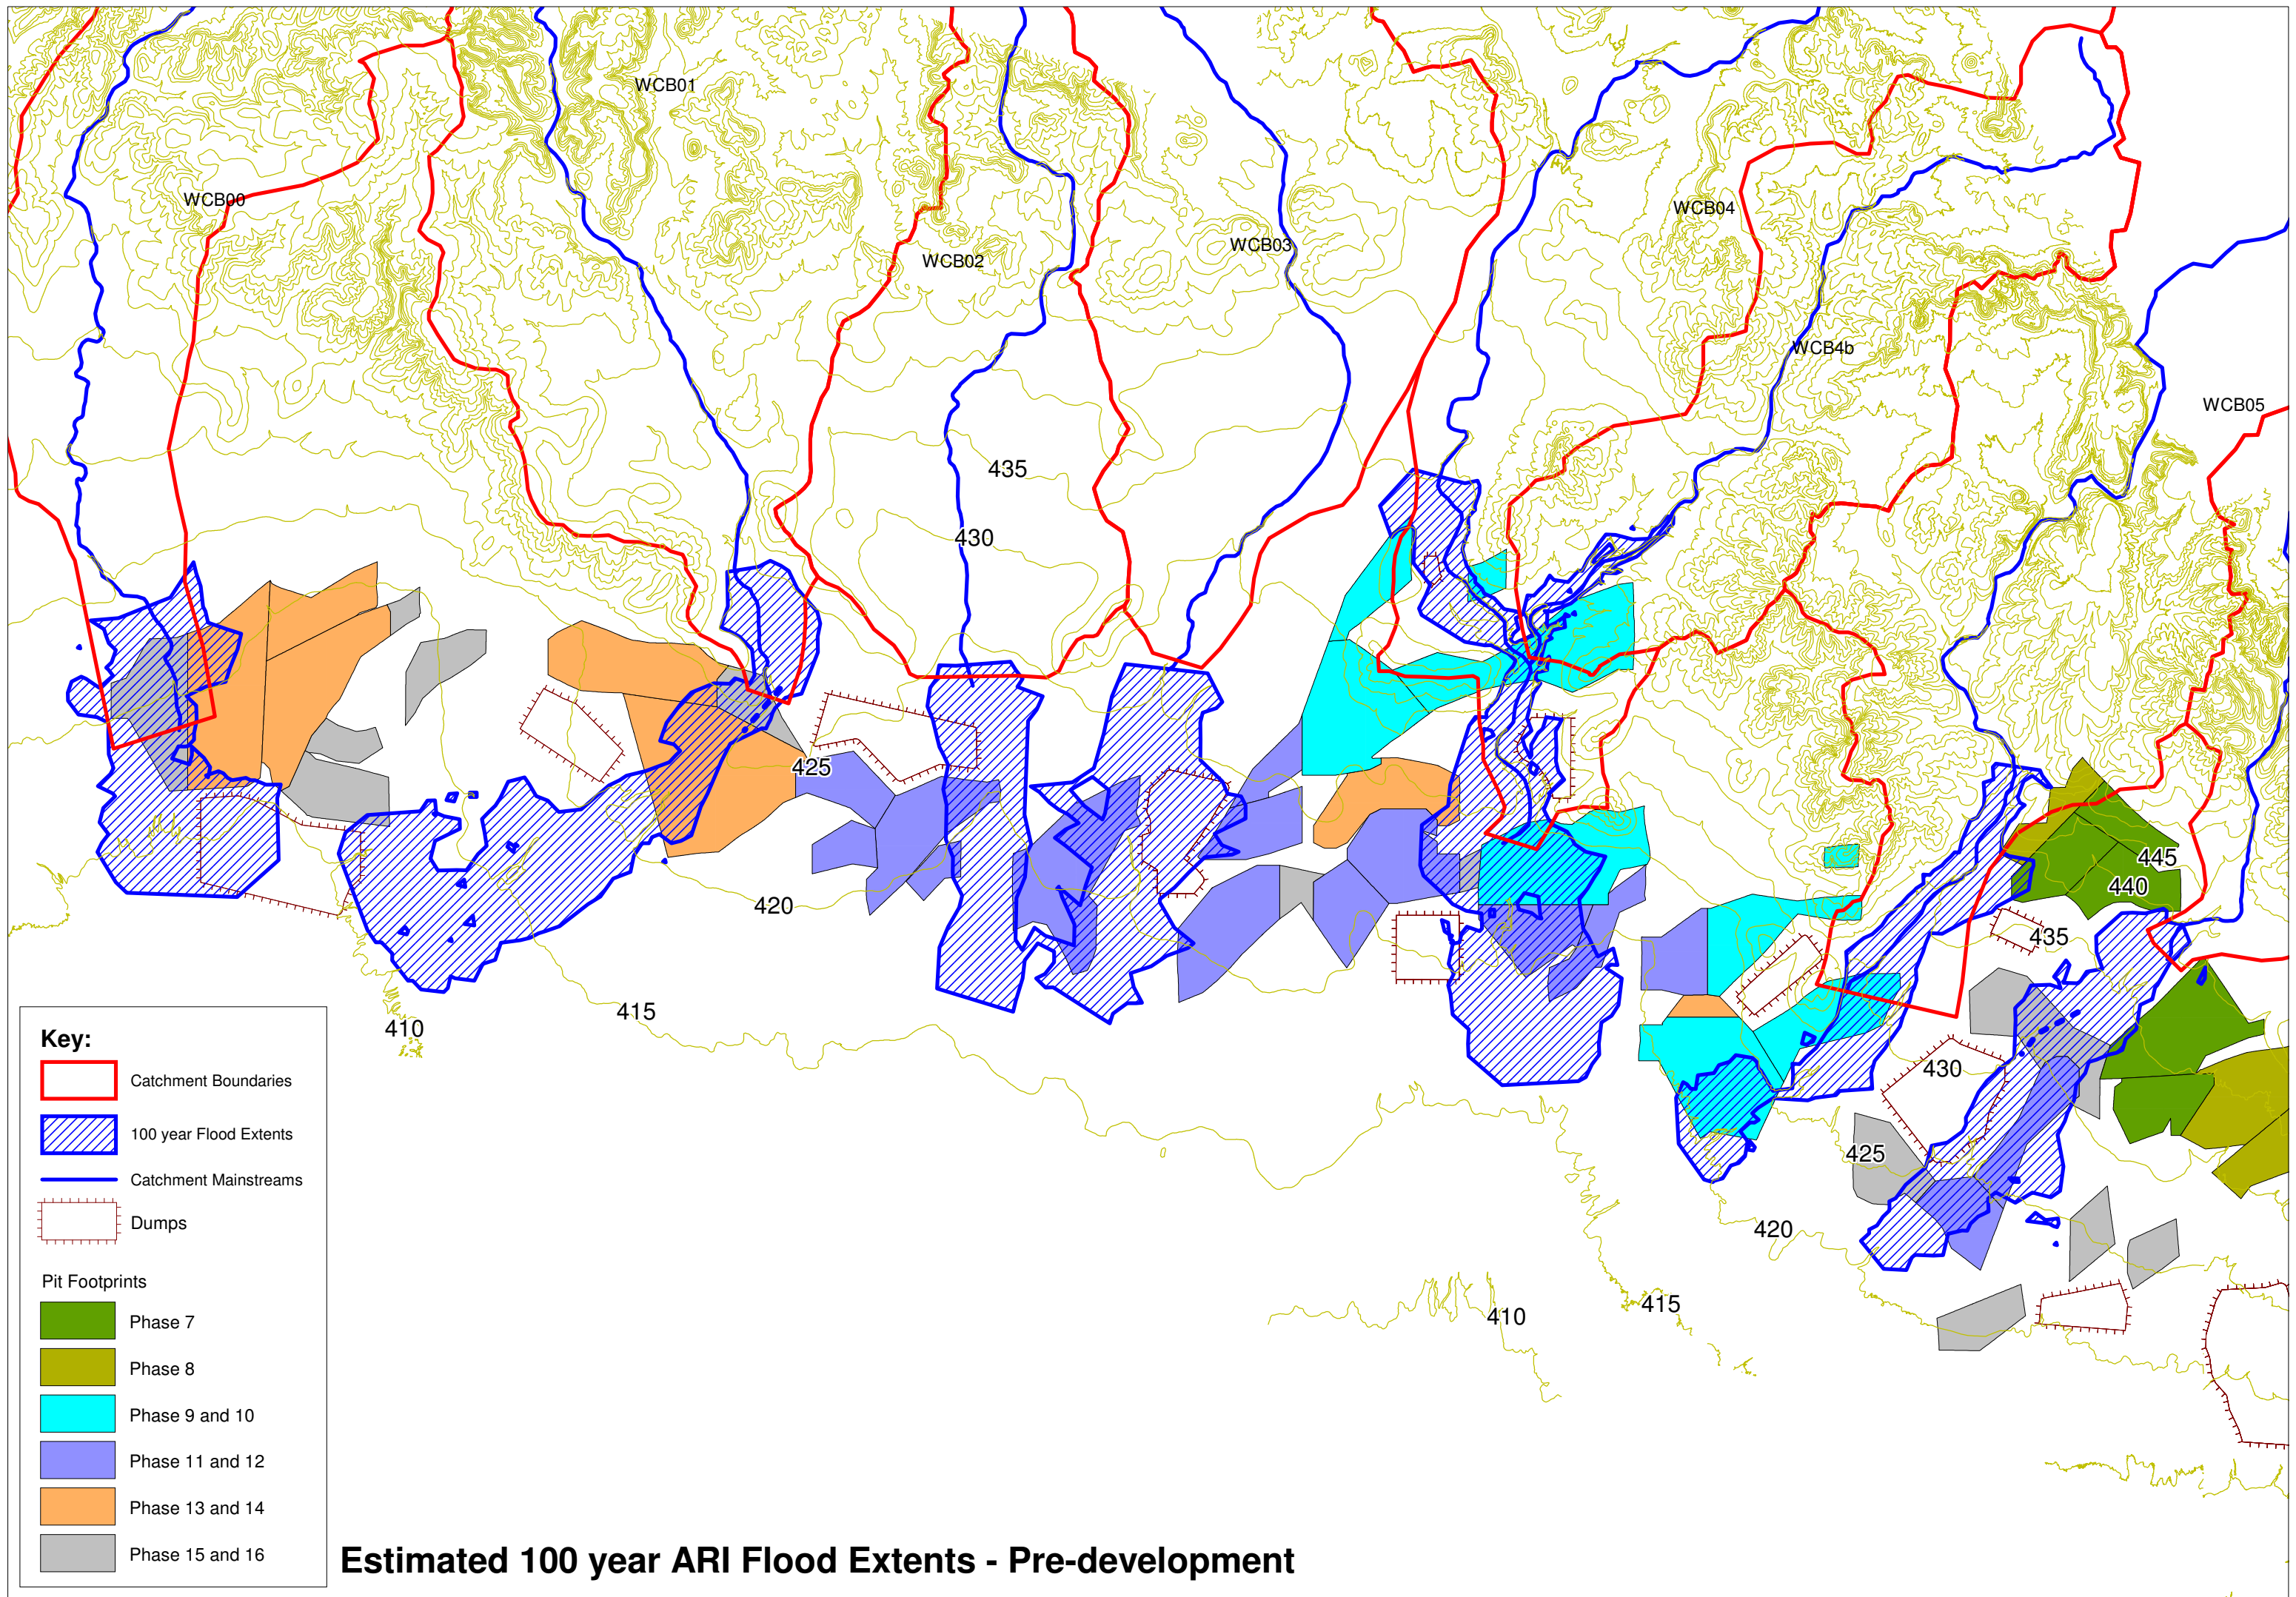 WCB01
WCB00
WCB04
WCB03
WCB02
WCB4b
WCB05
435
430
425
445
440
420
435
415
410
430
425
420
415
410
Key:
Catchment Boundaries
100 year Flood Extents
Catchment Mainstreams
Dumps
Pit Footprints
Phase 7
Phase 8
Phase 9 and 10
Phase 11 and 12
Phase 13 and 14
Phase 15 and 16
Estimated 100 year ARI Flood Extents - Pre-development